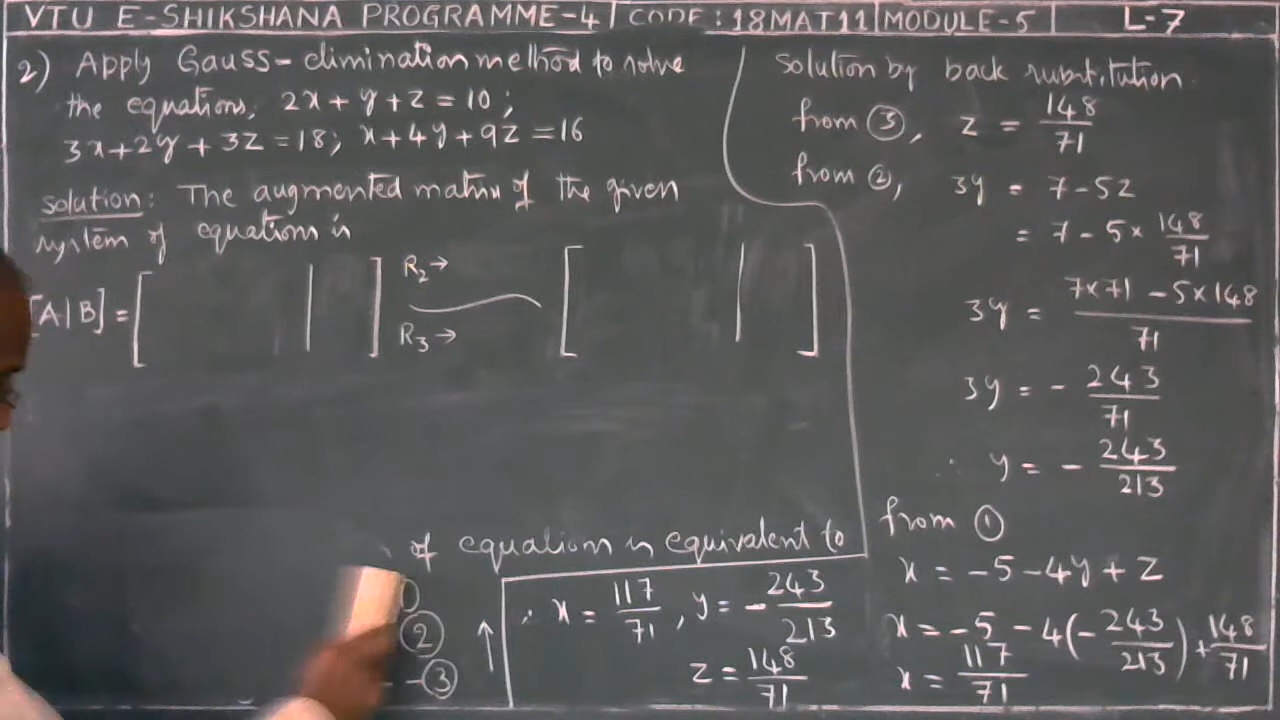 VTU E-SHIKSHANA PROGRAMME-4 | CODE: 18MAT11 | MODULE-5 | L-7
2) Apply Gauss-elimination method to solve
the equations, 2x+y+z=10;
3x+2y+3z=18; x+4y+9z=16
solution: The augmented matrix of the given
system of equations is
[A|B] = [ | ] R₂→ [ | ]
R₃→
of equation is equivalent to
②
-③
∴ x = 117/71, y = -243/213
z = 148/71
solution by back substitution
from ③, z = 148/71
from ②, 3y = 7-5z
= 7-5×148/71
3y = 7×71-5×148/71
3y = -243/71
∴ y = -243/213
from ①
x = -5-4y+z
x = -5-4(-243/213)+148/71
x = 117/71